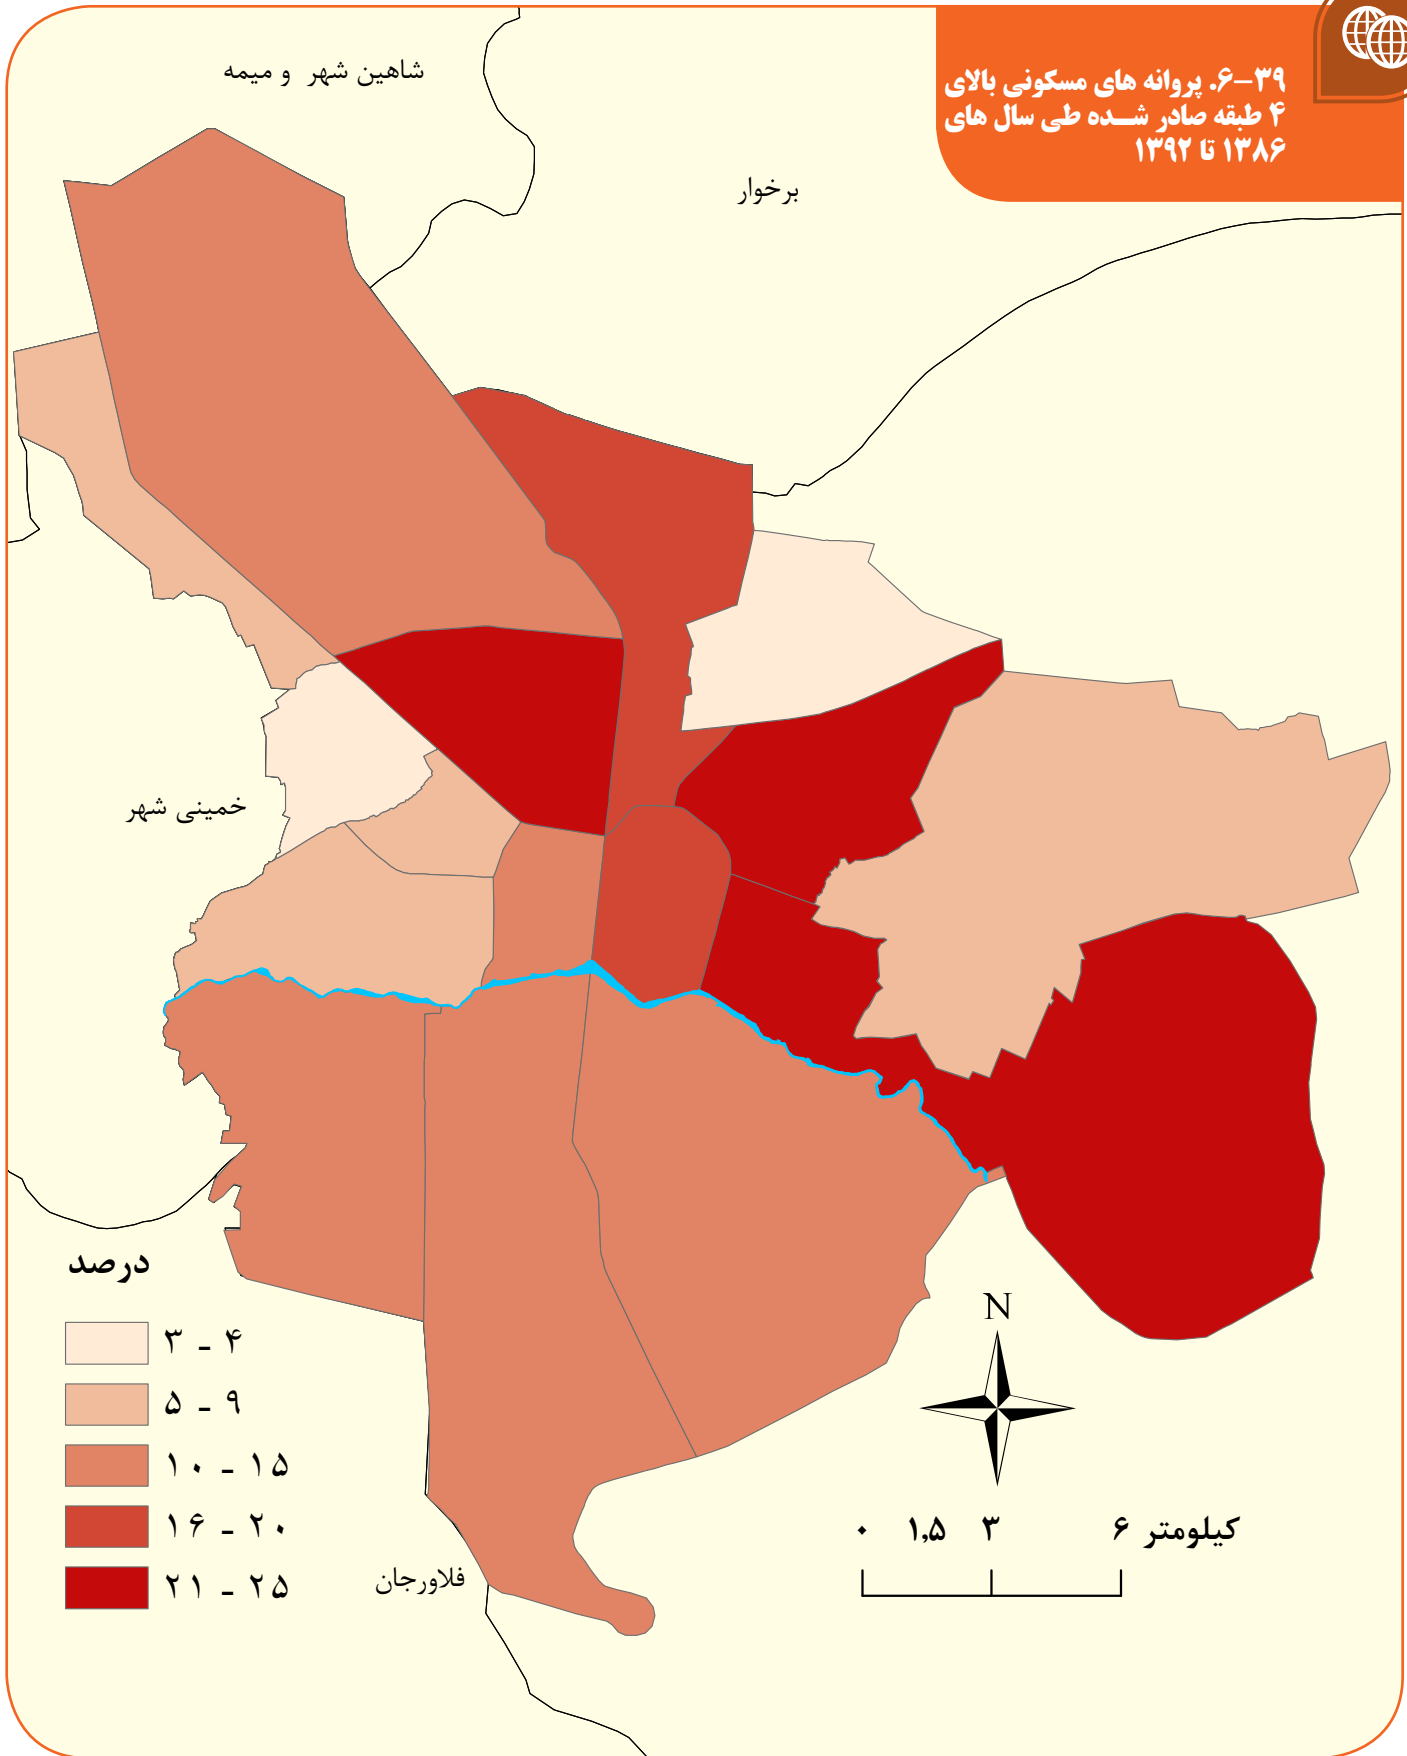 ۶-۳۹. پروانه های مسکونی بالای
۴ طبقه صادر شده طی سال های
۱۳۸۶ تا ۱۳۹۲
شاهین شهر و میمه
برخوار
خمینی شهر
درصد
۳ - ۴
۵ - ۹
۱۰ - ۱۵
۱۶ - ۲۰
۲۱ - ۲۵
فلاورجان
N
۰ ۱٫۵ ۳ ۶ کیلومتر